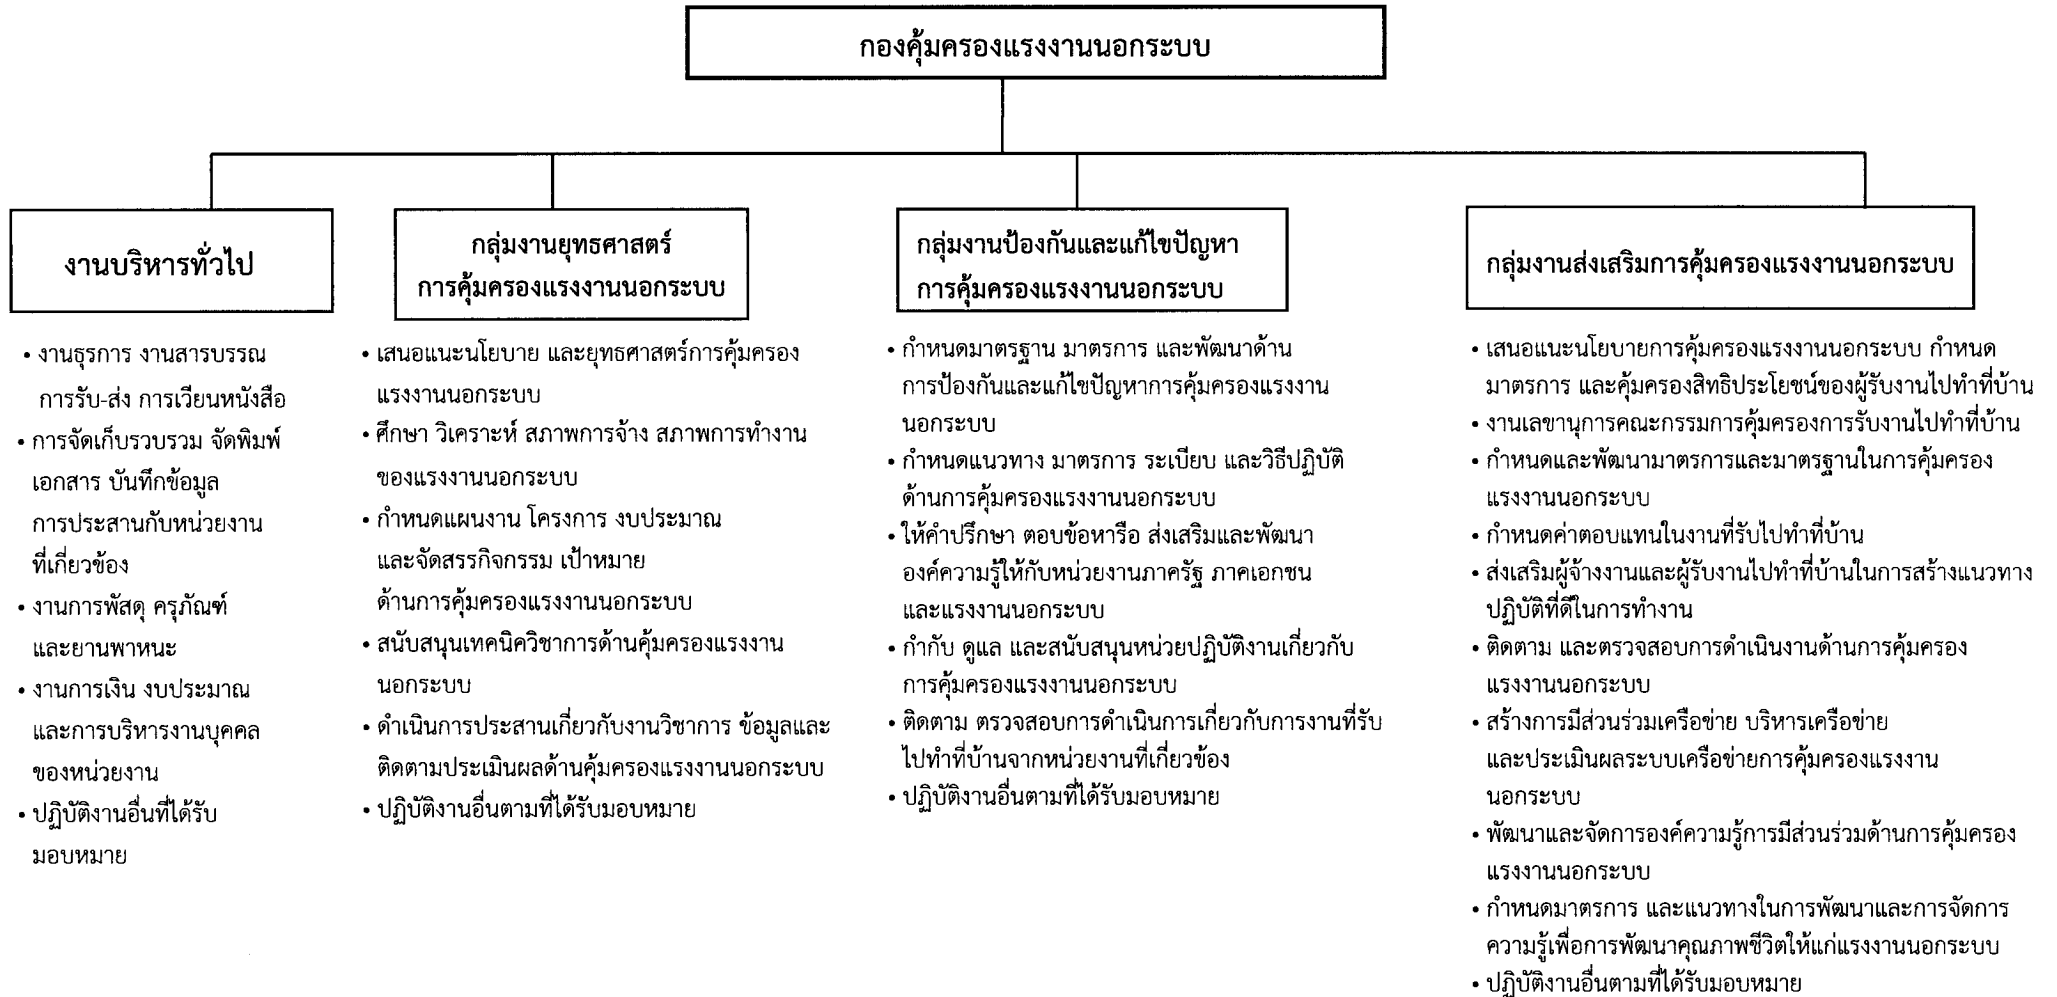 กองคุ้มครองแรงงานนอกระบบ
งานบริหารทั่วไป
• งานธุรการ งานสารบรรณ
การรับ-ส่ง การเวียนหนังสือ
• การจัดเก็บรวบรวม จัดพิมพ์
เอกสาร บันทึกข้อมูล
การประสานกับหน่วยงาน
ที่เกี่ยวข้อง
• งานการพัสดุ ครุภัณฑ์
และยานพาหนะ
• งานการเงิน งบประมาณ
และการบริหารงานบุคคล
ของหน่วยงาน
• ปฏิบัติงานอื่นที่ได้รับ
มอบหมาย
กลุ่มงานยุทธศาสตร์
การคุ้มครองแรงงานนอกระบบ
• เสนอแนะนโยบาย และยุทธศาสตร์การคุ้มครอง
แรงงานนอกระบบ
• ศึกษา วิเคราะห์ สภาพการจ้าง สภาพการทำงาน
ของแรงงานนอกระบบ
• กำหนดแผนงาน โครงการ งบประมาณ
และจัดสรรกิจกรรม เป้าหมาย
ด้านการคุ้มครองแรงงานนอกระบบ
• สนับสนุนเทคนิควิชาการด้านคุ้มครองแรงงาน
นอกระบบ
• ดำเนินการประสานเกี่ยวกับงานวิชาการ ข้อมูลและ
ติดตามประเมินผลด้านคุ้มครองแรงงานนอกระบบ
• ปฏิบัติงานอื่นตามที่ได้รับมอบหมาย
กลุ่มงานป้องกันและแก้ไขปัญหา
การคุ้มครองแรงงานนอกระบบ
• กำหนดมาตรฐาน มาตรการ และพัฒนาด้าน
การป้องกันและแก้ไขปัญหาการคุ้มครองแรงงาน
นอกระบบ
• กำหนดแนวทาง มาตรการ ระเบียบ และวิธีปฏิบัติ
ด้านการคุ้มครองแรงงานนอกระบบ
• ให้คำปรึกษา ตอบข้อหารือ ส่งเสริมและพัฒนา
องค์ความรู้ให้กับหน่วยงานภาครัฐ ภาคเอกชน
และแรงงานนอกระบบ
• กำกับ ดูแล และสนับสนุนหน่วยปฏิบัติงานเกี่ยวกับ
การคุ้มครองแรงงานนอกระบบ
• ติดตาม ตรวจสอบการดำเนินการเกี่ยวกับการงานที่รับ
ไปทำที่บ้านจากหน่วยงานที่เกี่ยวข้อง
• ปฏิบัติงานอื่นตามที่ได้รับมอบหมาย
กลุ่มงานส่งเสริมการคุ้มครองแรงงานนอกระบบ
• เสนอแนะนโยบายการคุ้มครองแรงงานนอกระบบ กำหนด
มาตรการ และคุ้มครองสิทธิประโยชน์ของผู้รับงานไปทำที่บ้าน
• งานเลขานุการคณะกรรมการคุ้มครองการรับงานไปทำที่บ้าน
• กำหนดและพัฒนามาตรการและมาตรฐานในการคุ้มครอง
แรงงานนอกระบบ
• กำหนดค่าตอบแทนในงานที่รับไปทำที่บ้าน
• ส่งเสริมผู้จ้างงานและผู้รับงานไปทำที่บ้านในการสร้างแนวทาง
ปฏิบัติที่ดีในการทำงาน
• ติดตาม และตรวจสอบการดำเนินงานด้านการคุ้มครอง
แรงงานนอกระบบ
• สร้างการมีส่วนร่วมเครือข่าย บริหารเครือข่าย
และประเมินผลระบบเครือข่ายการคุ้มครองแรงงาน
นอกระบบ
• พัฒนาและจัดการองค์ความรู้การมีส่วนร่วมด้านการคุ้มครอง
แรงงานนอกระบบ
• กำหนดมาตรการ และแนวทางในการพัฒนาและการจัดการ
ความรู้เพื่อการพัฒนาคุณภาพชีวิตให้แก่แรงงานนอกระบบ
• ปฏิบัติงานอื่นตามที่ได้รับมอบหมาย